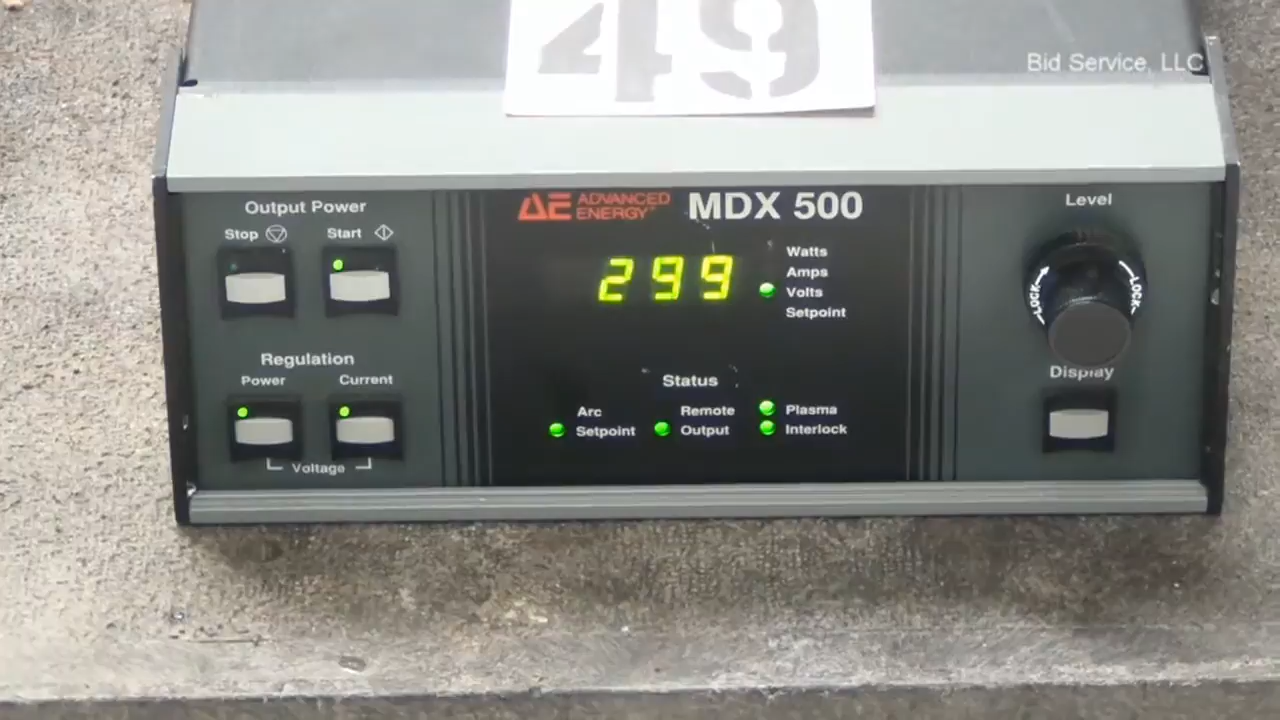 49
Bid Service, LLC
Output Power
Stop
Start
Regulation
Power
Current
Voltage
AE ADVANCED
ENERGY
MDX 500
299
Watts
Amps
Volts
Setpoint
Status
Arc
Setpoint
Remote
Output
Plasma
Interlock
Level
LOCK
LOCK
Display